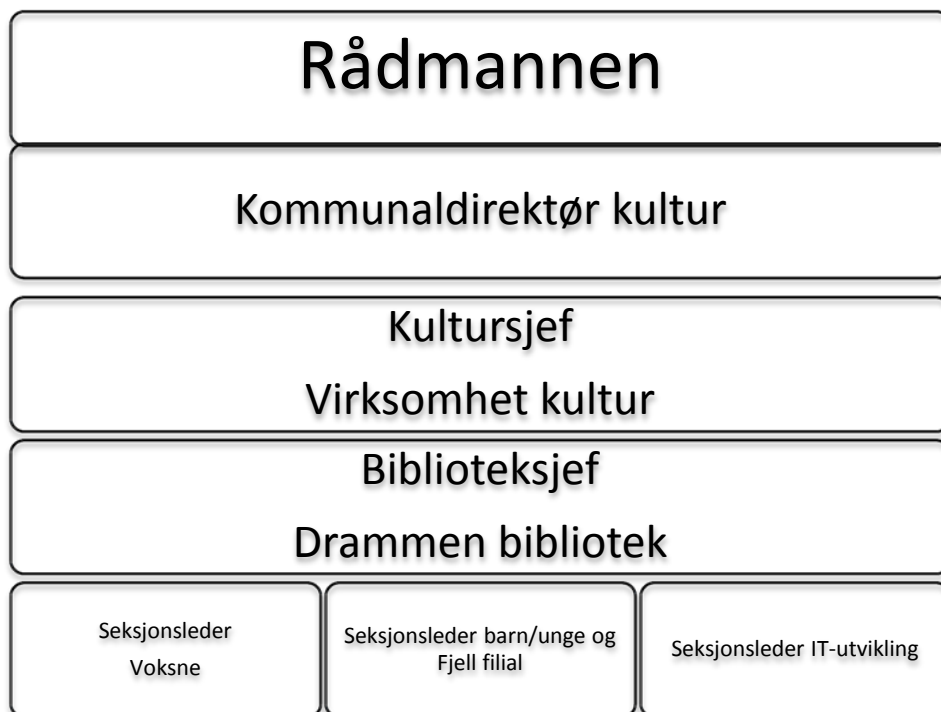 Rådmannen
Kommunaldirektør kultur
Kultursjef
Virksomhet kultur
Biblioteksjef
Drammen bibliotek
Seksjonsleder
Voksne
Seksjonsleder barn/unge og
Fjell filial
Seksjonsleder IT-utvikling